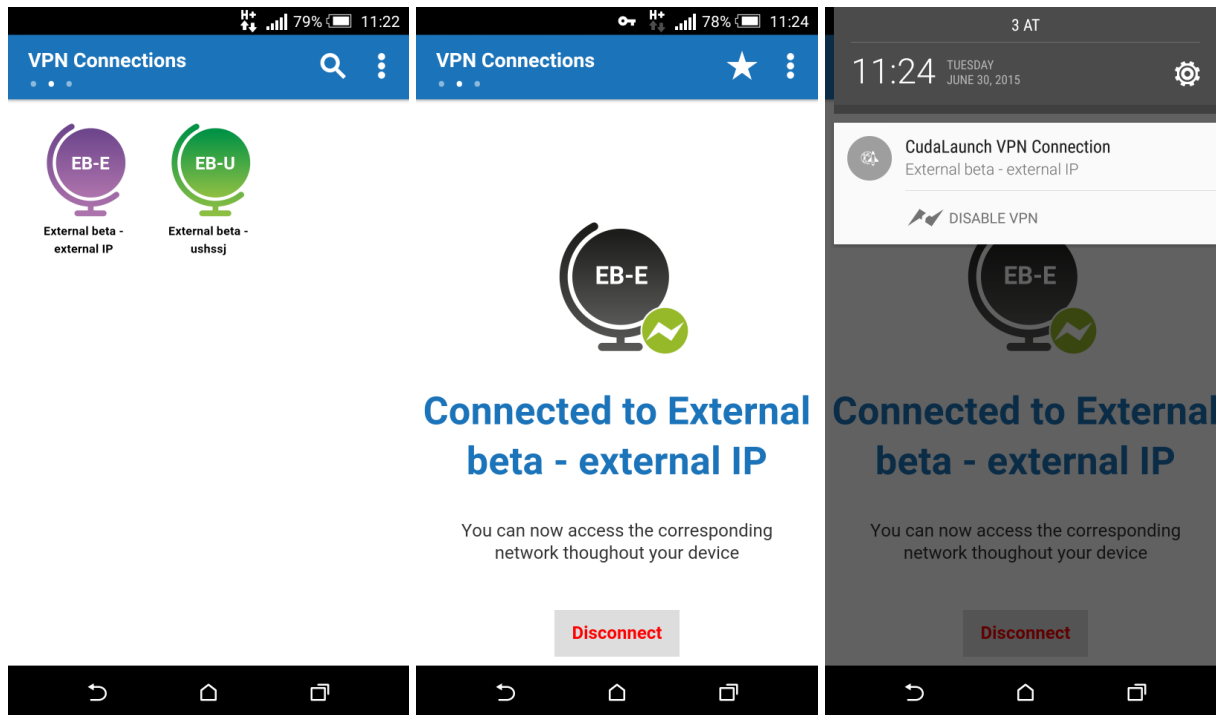 H+ 79% 11:22
VPN Connections
EB-E EB-U
External beta - External beta -
external IP ushssj
H+ 78% 11:24
VPN Connections
EB-E
Connected to External
beta - external IP
You can now access the corresponding
network thoughout your device
Disconnect
3 AT
11:24 TUESDAY
JUNE 30, 2015
CudaLaunch VPN Connection
External beta - external IP
DISABLE VPN
EB-E
Connected to External
beta - external IP
You can now access the corresponding
network thoughout your device
Disconnect